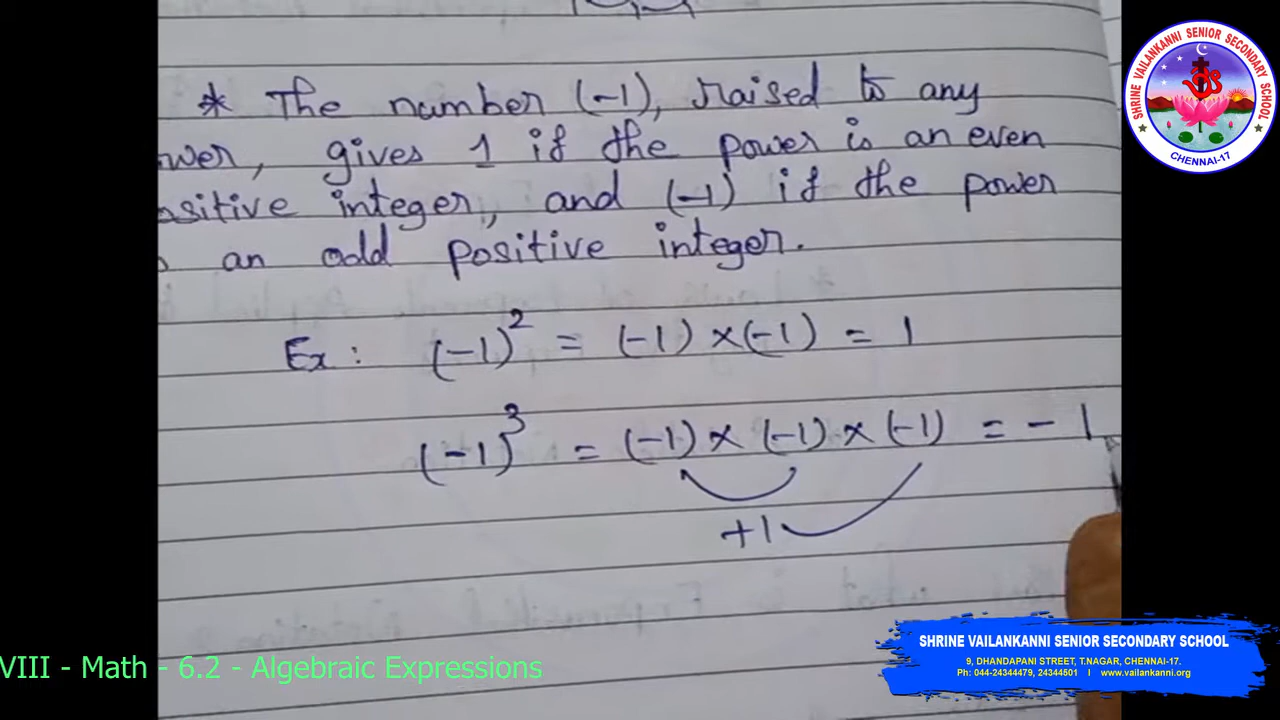 * The number (-1), raised to any
wer, gives 1 if the power is an even
ositive integer, and (-1) if the power
an odd positive integer.
Ex: (-1)² = (-1) × (-1) = 1
(-1)³ = (-1) × (-1) × (-1) = - 1
+1
SHRINE VAILANKANNI SENIOR SECONDARY SCHOOL
CHENNAI-17
VIII - Math - 6.2 - Algebraic Expressions
SHRINE VAILANKANNI SENIOR SECONDARY SCHOOL
9, DHANDAPANI STREET, T.NAGAR, CHENNAI-17.
Ph: 044-24344479, 24344501 I www.vailankanni.org